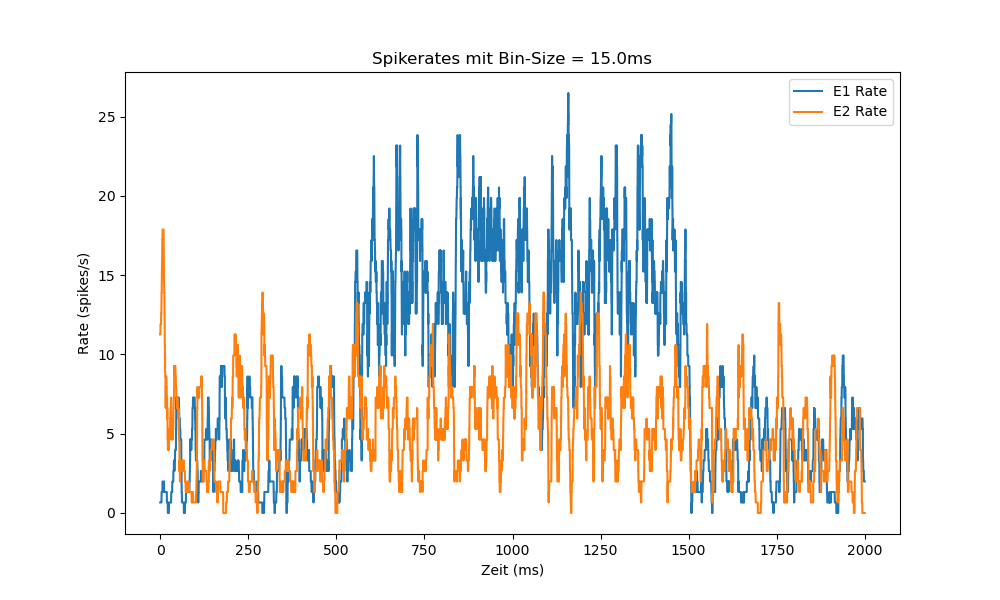 Spikerates mit Bin-Size = 15.0ms
E1 Rate
E2 Rate
25
20
15
10
5
0
Rate (spikes/s)
0 250 500 750 1000 1250 1500 1750 2000
Zeit (ms)